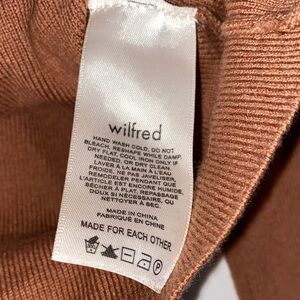 wilfred
HAND WASH COLD, DO NOT
BLEACH, RESHAPE WHILE DAMP,
DRY FLAT, COOL IRON ONLY IF
NEEDED, OR DRY CLEAN.
LAVER À LA MAIN À L'EAU
FROIDE. NE PAS JAVELISER.
REMODELER PENDANT QUE
L'ARTICLE EST ENCORE HUMIDE.
SÉCHER À PLAT. REPASSAGE
DOUX SI NÉCESSAIRE, OU
NETTOYER À SEC.
MADE IN CHINA
FABRIQUÉ EN CHINE
MADE FOR EACH OTHER